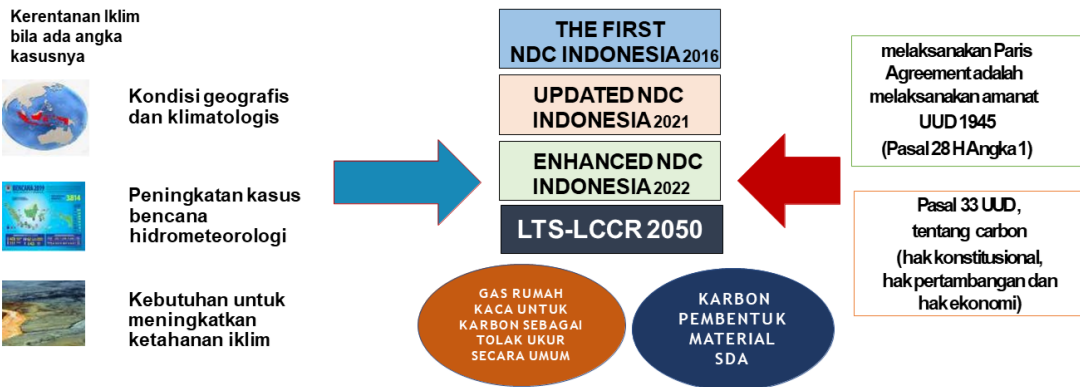 Kerentanan Iklim
bila ada angka
kasusnya
Kondisi geografis
dan klimatologis
BENCANA 2019
3814
Peningkatan kasus
bencana
hidrometeorologi
Kebutuhan untuk
meningkatkan
ketahanan iklim
THE FIRST
NDC INDONESIA 2016
UPDATED NDC
INDONESIA 2021
ENHANCED NDC
INDONESIA 2022
LTS-LCCR 2050
GAS RUMAH
KACA UNTUK
KARBON SEBAGAI
TOLAK UKUR
SECARA UMUM
KARBON
PEMBENTUK
MATERIAL
SDA
melaksanakan Paris
Agreement adalah
melaksanakan amanat
UUD 1945
(Pasal 28 H Angka 1)
Pasal 33 UUD,
tentang carbon
(hak konstitusional,
hak pertambangan dan
hak ekonomi)